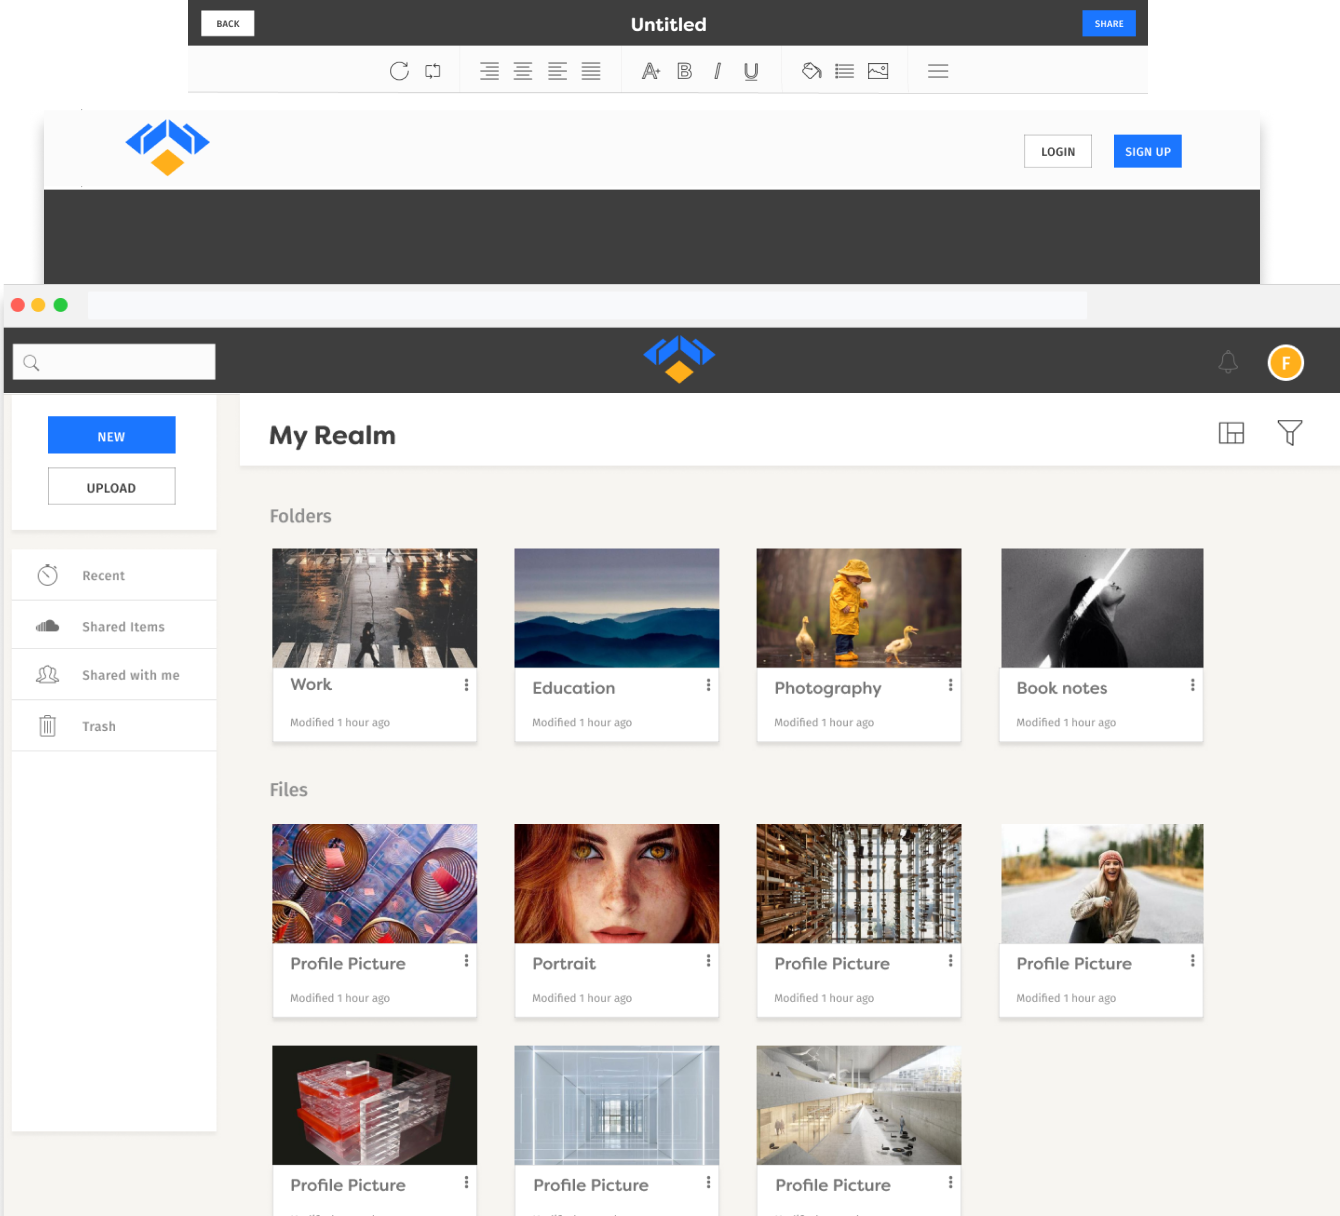 BACK
Untitled
SHARE
A+ B I U
LOGIN
SIGN UP
F
NEW
UPLOAD
My Realm
Recent
Shared Items
Shared with me
Trash
Folders
Work
Modified 1 hour ago
Education
Modified 1 hour ago
Photography
Modified 1 hour ago
Book notes
Modified 1 hour ago
Files
Profile Picture
Modified 1 hour ago
Portrait
Modified 1 hour ago
Profile Picture
Modified 1 hour ago
Profile Picture
Modified 1 hour ago
Profile Picture
Profile Picture
Profile Picture